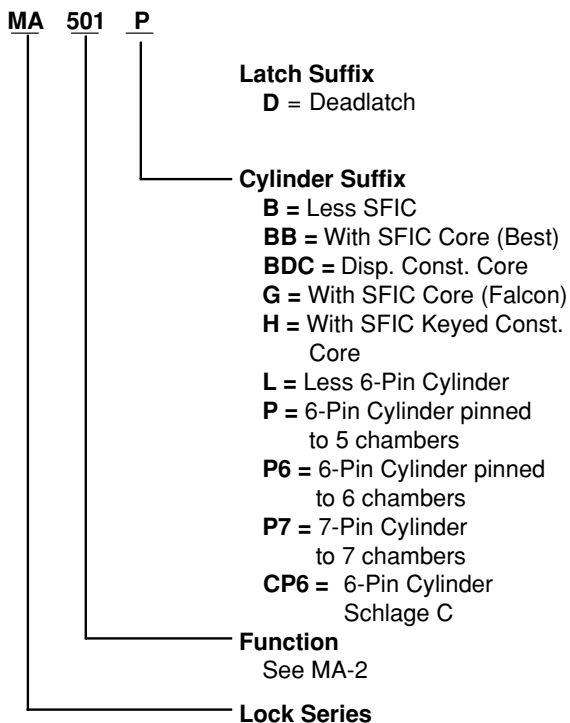 MA 501 P
Latch Suffix
D = Deadlatch
Cylinder Suffix
B = Less SFIC
BB = With SFIC Core (Best)
BDC = Disp. Const. Core
G = With SFIC Core (Falcon)
H = With SFIC Keyed Const.
Core
L = Less 6-Pin Cylinder
P = 6-Pin Cylinder pinned
to 5 chambers
P6 = 6-Pin Cylinder pinned
to 6 chambers
P7 = 7-Pin Cylinder
to 7 chambers
CP6 = 6-Pin Cylinder
Schlage C
Function
See MA-2
Lock Series